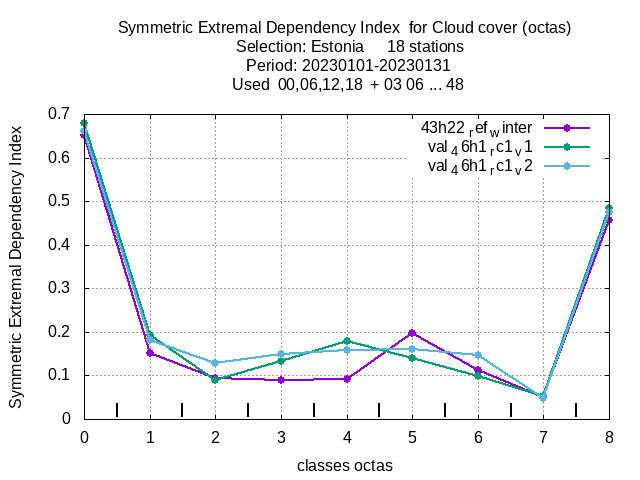 Symmetric Extremal Dependency Index for Cloud cover (octas)
Selection: Estonia 18 stations
Period: 20230101-20230131
Used 00,06,12,18 + 03 06 ... 48
43h22 ref winter
val 4 6h1 r c1 v 1
val 4 6h1 r c1 v 2
Symmetric Extremal Dependency Index
0.7
0.6
0.5
0.4
0.3
0.2
0.1
0
0 1 2 3 4 5 6 7 8
classes octas